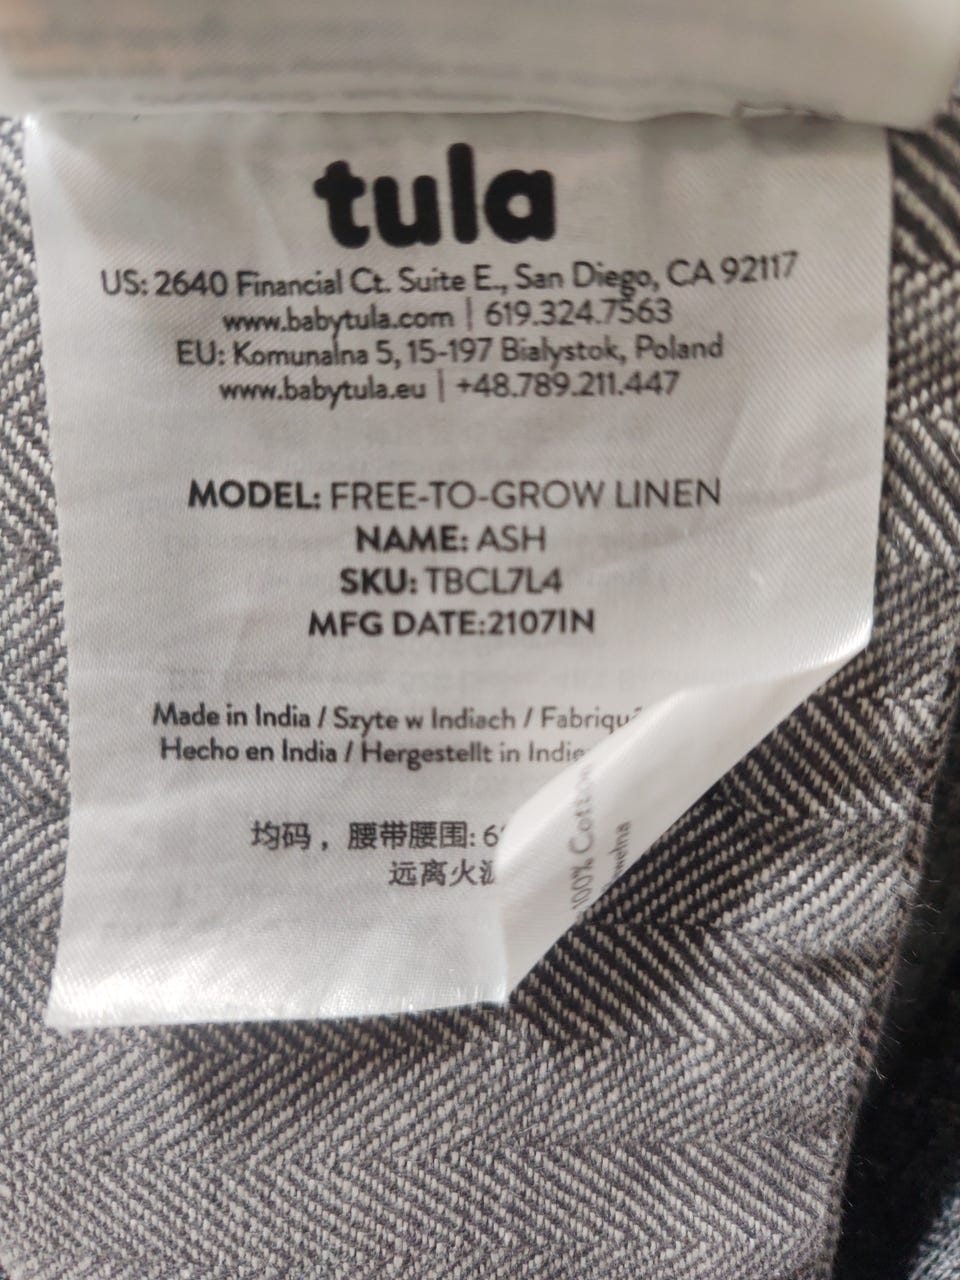 tula
US: 2640 Financial Ct. Suite E., San Diego, CA 92117
www.babytula.com | 619.324.7563
EU: Komunalna 5, 15-197 Bialystok, Poland
www.babytula.eu | +48.789.211.447
MODEL: FREE-TO-GROW LINEN
NAME: ASH
SKU: TBCL7L4
MFG DATE:2107IN
Made in India / Szyte w Indiach /
Hecho en India / Hergestellt in
均码，腰带腰围:
远离火
100% Cotton